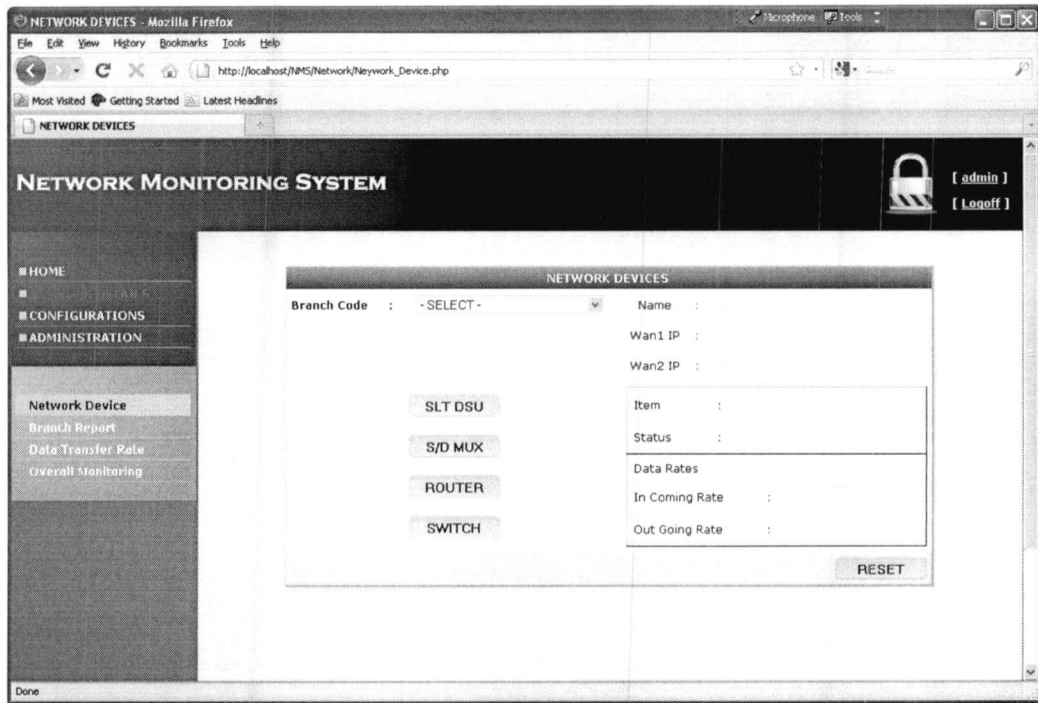 NETWORK DEVICES - Mozilla Firefox
Microphone Tools
File Edit View History Bookmarks Tools Help
http://localhost/NMS/Network/Neywork_Device.php
Google
Most Visited Getting Started Latest Headlines
NETWORK DEVICES
NETWORK MONITORING SYSTEM
[ admin ]
[ Logoff ]
HOME
CONFIGURATIONS
ADMINISTRATION
Network Device
Branch Report
Data Transfer Rate
Overall Monitoring
NETWORK DEVICES
Branch Code : - SELECT -
Name :
Wan1 IP :
Wan2 IP :
SLT DSU
S/D MUX
ROUTER
SWITCH
Item :
Status :
Data Rates
In Coming Rate :
Out Going Rate :
RESET
Done